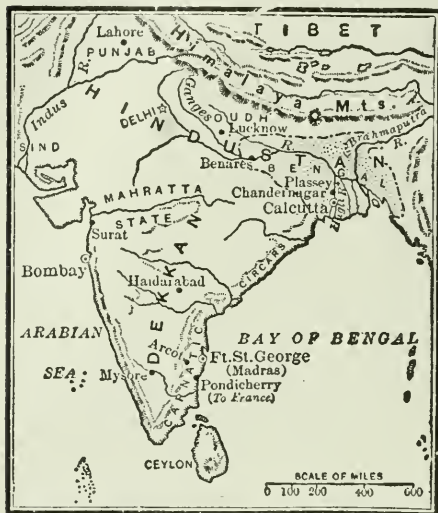 TIBET
Lahore
PUNJAB
R.
Himalaya Mts.
Indus
HINDUSTAN
DELHI
Ganges
OUDH
Lucknow
R.
Brahmaputra
R.
SIND
Benares
BENGAL
Plassey
Chandernagar
Calcutta
Hugli R.
MAHRATTA
STATE
Surat
Bombay
DEKKAN
Haidarabad
CIRCARS
ARABIAN
SEA
BAY OF BENGAL
Arcot
Ft. St. George
(Madras)
Mysore
CARNATIC
Pondicherry
(To France)
CEYLON
SCALE OF MILES
0 100 200 400 600